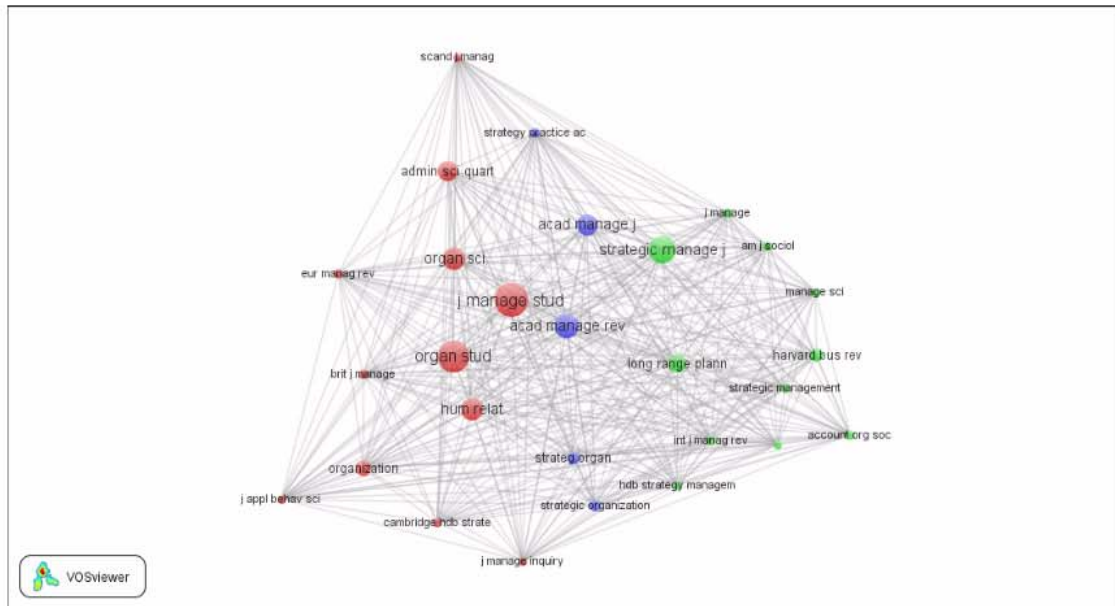 scand j manag
strategy practice ac
admin sci quart
j manage
acad manage j
strategic manage j
am j sociol
organ sci
eur manag rev
manage sci
j manage stud
acad manage rev
organ stud
harvard bus rev
long range plann
brit j manage
strategic management
hum relat
account org soc
int j manag rev
strateg organ
organization
hdb strategy managem
j appl behav sci
strategic organization
cambridge hdb strate
j manage inquiry
VOSviewer